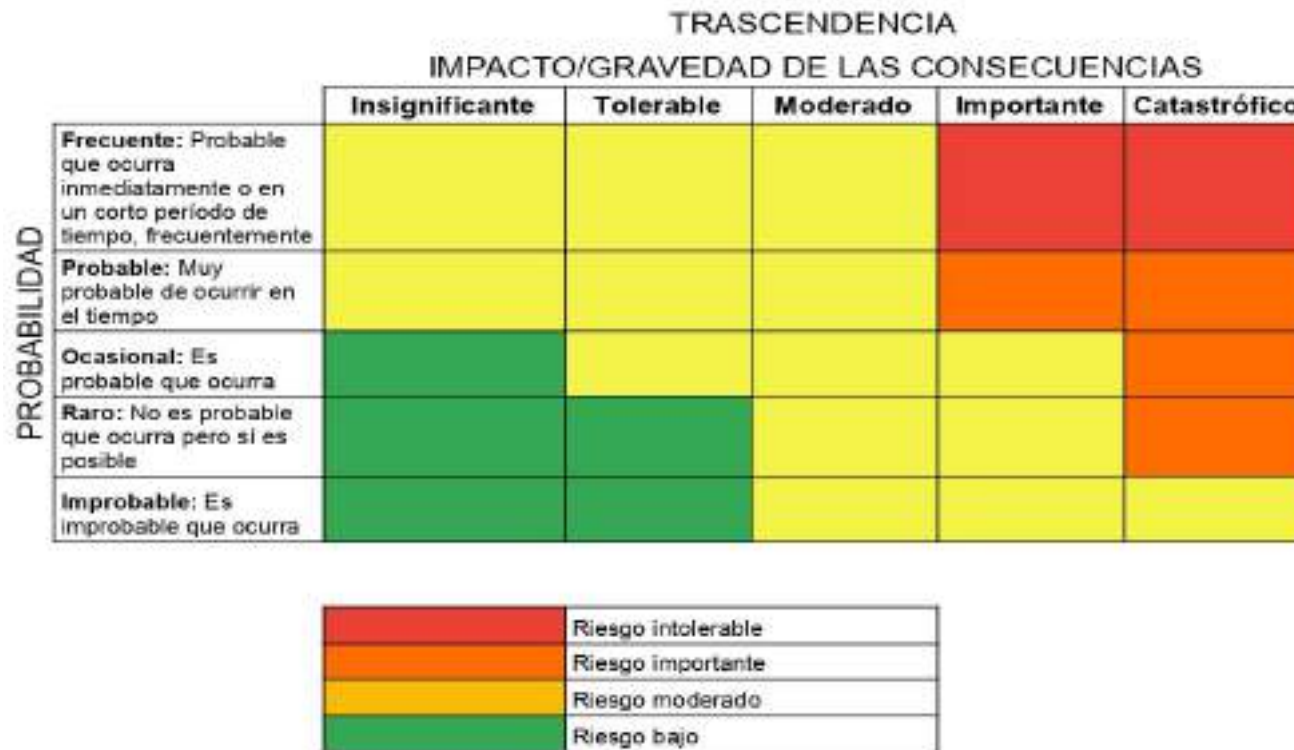 TRASCENDENCIA
IMPACTO/GRAVEDAD DE LAS CONSECUENCIAS
Insignificante Tolerable Moderado Importante Catastrófico
PROBABILIDAD
Frecuente: Probable
que ocurra
inmediatamente o en
un corto período de
tiempo, frecuentemente
Probable: Muy
probable de ocurrir en
el tiempo
Ocasional: Es
probable que ocurra
Raro: No es probable
que ocurra pero sí es
posible
Improbable: Es
improbable que ocurra
Riesgo intolerable
Riesgo importante
Riesgo moderado
Riesgo bajo